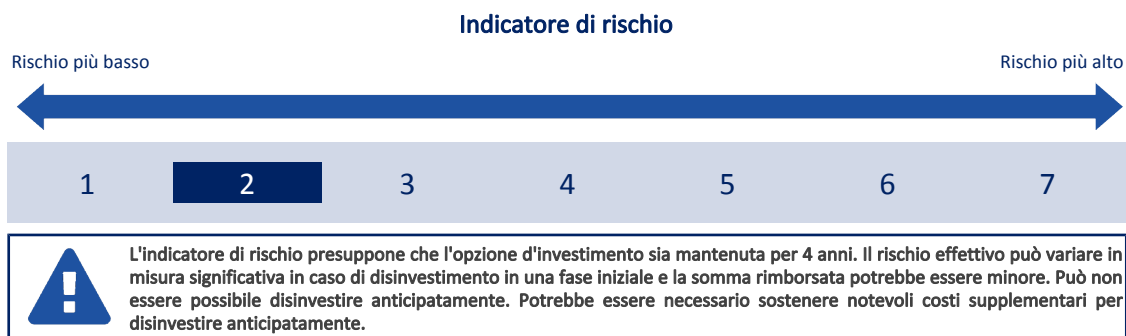 Indicatore di rischio
Rischio più basso
Rischio più alto
1 2 3 4 5 6 7
L'indicatore di rischio presuppone che l'opzione d'investimento sia mantenuta per 4 anni. Il rischio effettivo può variare in
misura significativa in caso di disinvestimento in una fase iniziale e la somma rimborsata potrebbe essere minore. Può non
essere possibile disinvestire anticipatamente. Potrebbe essere necessario sostenere notevoli costi supplementari per
disinvestire anticipatamente.